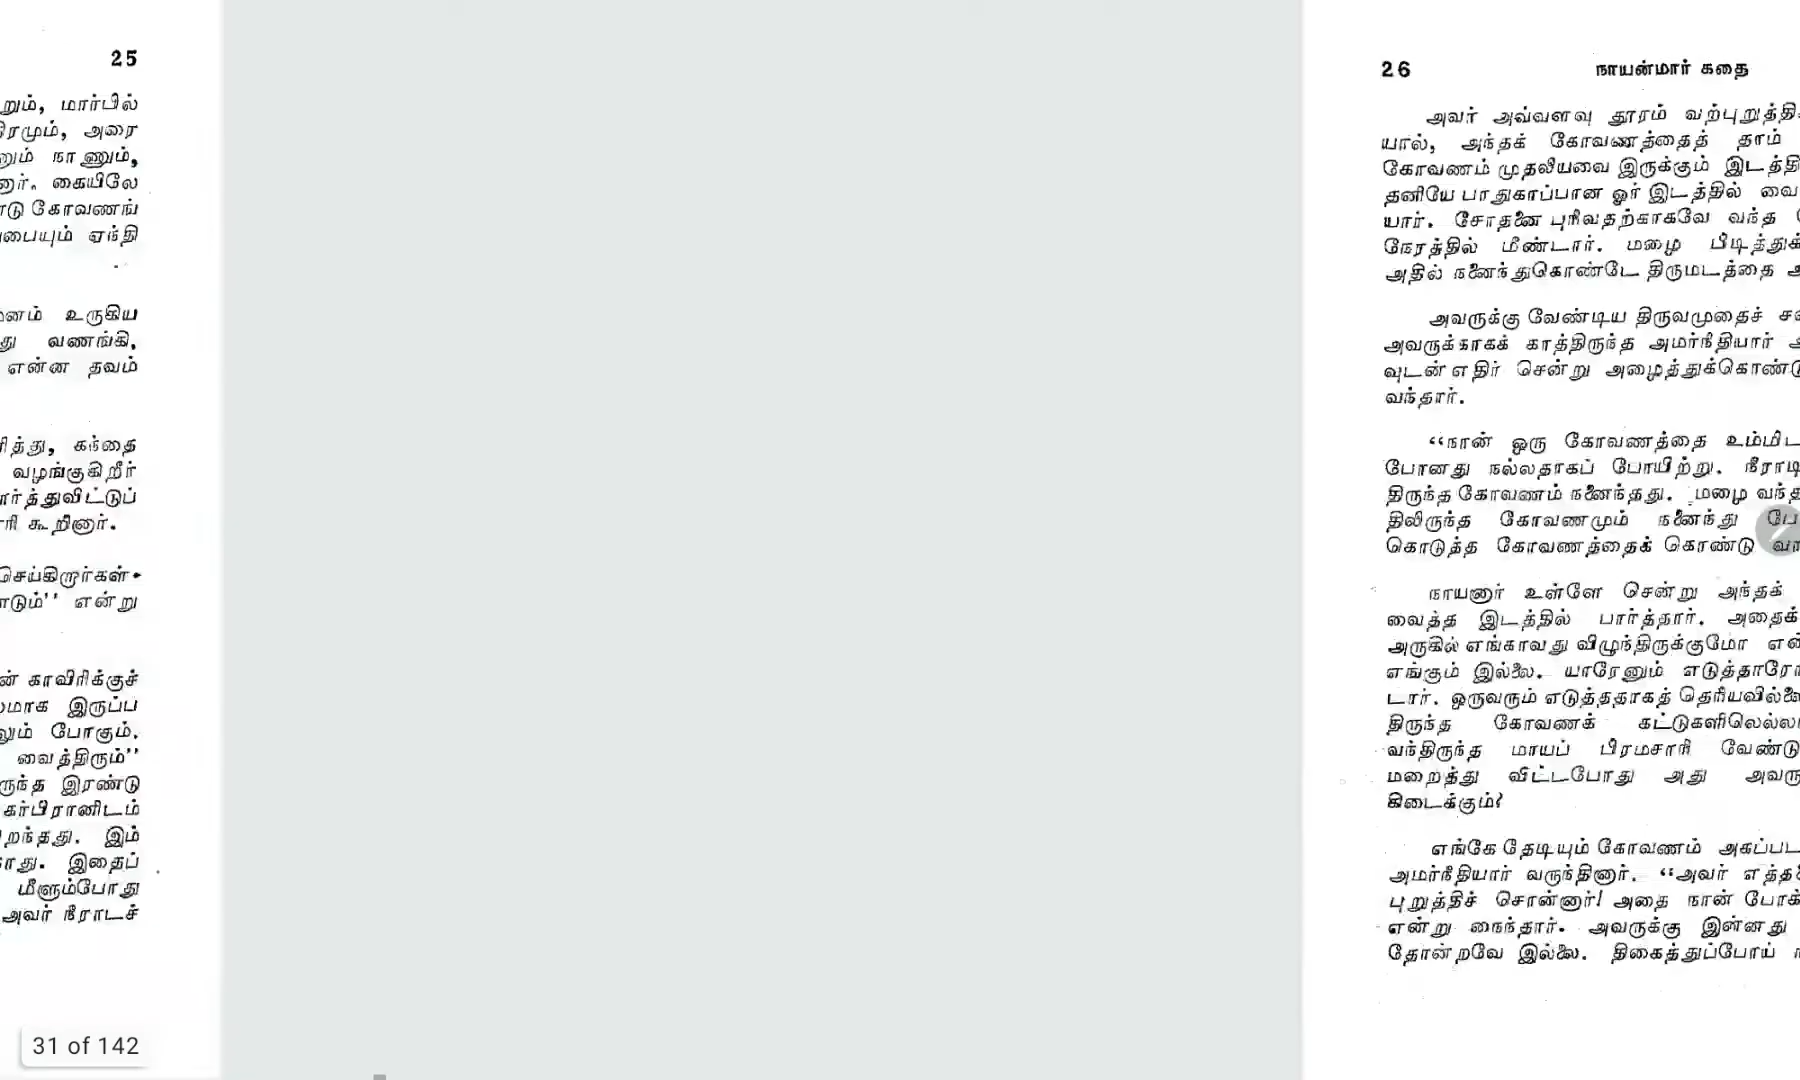 25
றும், மார்பில்
திரமும், அரை
னும் நாணும்,
னார். கையிலே
ண்டு கோவணங்
ப்பையும் ஏந்தி
மனம் உருகிய
து வணங்கி,
என்ன தவம்
ரித்து, கந்தை
வழங்குகிறீர்
பார்த்துவிட்டுப்
ாரி கூறினார்.
செய்கிறார்கள்.
டும்'' என்று
ன் காவிரிக்குச்
மாக இருப்ப
லும் போகும்.
வைத்திரும்''
ருந்த இரண்டு
கர்பிரானிடம்
றந்தது. இம்
ாது. இதைப்
மீளும்போது
அவர் நீராடச்
31 of 142
26 நாயன்மார் கதை
அவர் அவ்வளவு தூரம் வற்புறுத்தி
யால், அந்தக் கோவணத்தைத் தாம்
கோவணம் முதலியவை இருக்கும் இடத்தி
தனியே பாதுகாப்பான ஓர் இடத்தில் வை
யார். சோதனை புரிவதற்காகவே வந்த
நேரத்தில் மீண்டார். மழை பிடித்துக்
அதில் நனைந்துகொண்டே திருமடத்தை அ
அவருக்கு வேண்டிய திருவமுதைச் ச
அவருக்காகக் காத்திருந்த அமர்நீதியார் அ
வுடன் எதிர் சென்று அழைத்துக்கொண்டு
வந்தார்.
“நான் ஒரு கோவணத்தை உம்மிட
போனது நல்லதாகப் போயிற்று. நீராடி
திருந்த கோவணம் நனைந்தது. மழை வந்த
திலிருந்த கோவணமும் நனைந்து போ
கொடுத்த கோவணத்தைக் கொண்டு வா
நாயனார் உள்ளே சென்று அந்தக்
வைத்த இடத்தில் பார்த்தார். அதைக்
அருகில் எங்காவது விழுந்திருக்குமோ என்
எங்கும் இல்லை. யாரேனும் எடுத்தாரோ
டார். ஒருவரும் எடுத்ததாகத் தெரியவில்லை
திருந்த கோவணக் கட்டுகளிலெல்லா
வந்திருந்த மாயப் பிரமசாரி வேண்டு
மறைத்து விட்டபோது அது அவரு
கிடைக்கும்?
எங்கே தேடியும் கோவணம் அகப்பட
அமர்நீதியார் வருந்தினார். “அவர் எத்த
புறுத்திச் சொன்னார்! அதை நான் போக்
என்று நைந்தார். அவருக்கு இன்னது
தோன்றவே இல்லை. திகைத்துப்போய்